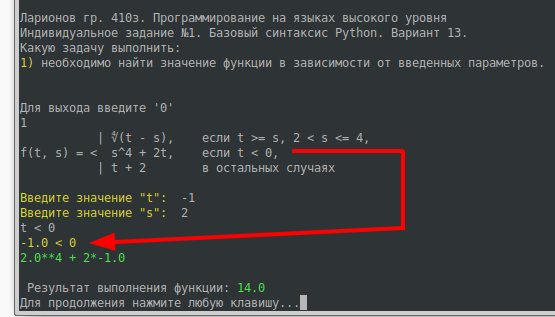 Ларионов гр. 410з. Программирование на языках высокого уровня
Индивидуальное задание №1. Базовый синтаксис Python. Вариант 13.
Какую задачу выполнить:
1) необходимо найти значение функции в зависимости от введенных параметров.
Для выхода введите '0'
1
| ∜(t - s), если t >= s, 2 < s <= 4,
f(t, s) = < s^4 + 2t, если t < 0,
| t + 2 в остальных случаях
Введите значение "t": -1
Введите значение "s": 2
t < 0
-1.0 < 0
2.0**4 + 2*-1.0
Результат выполнения функции: 14.0
Для продолжения нажмите любую клавишу...